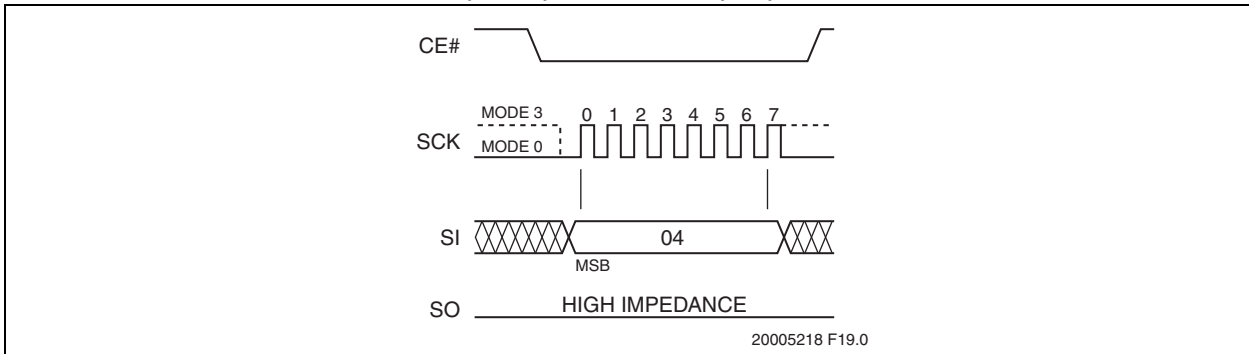 CE#
MODE 3
0 1 2 3 4 5 6 7
SCK
MODE 0
SI
04
MSB
SO
HIGH IMPEDANCE
20005218 F19.0